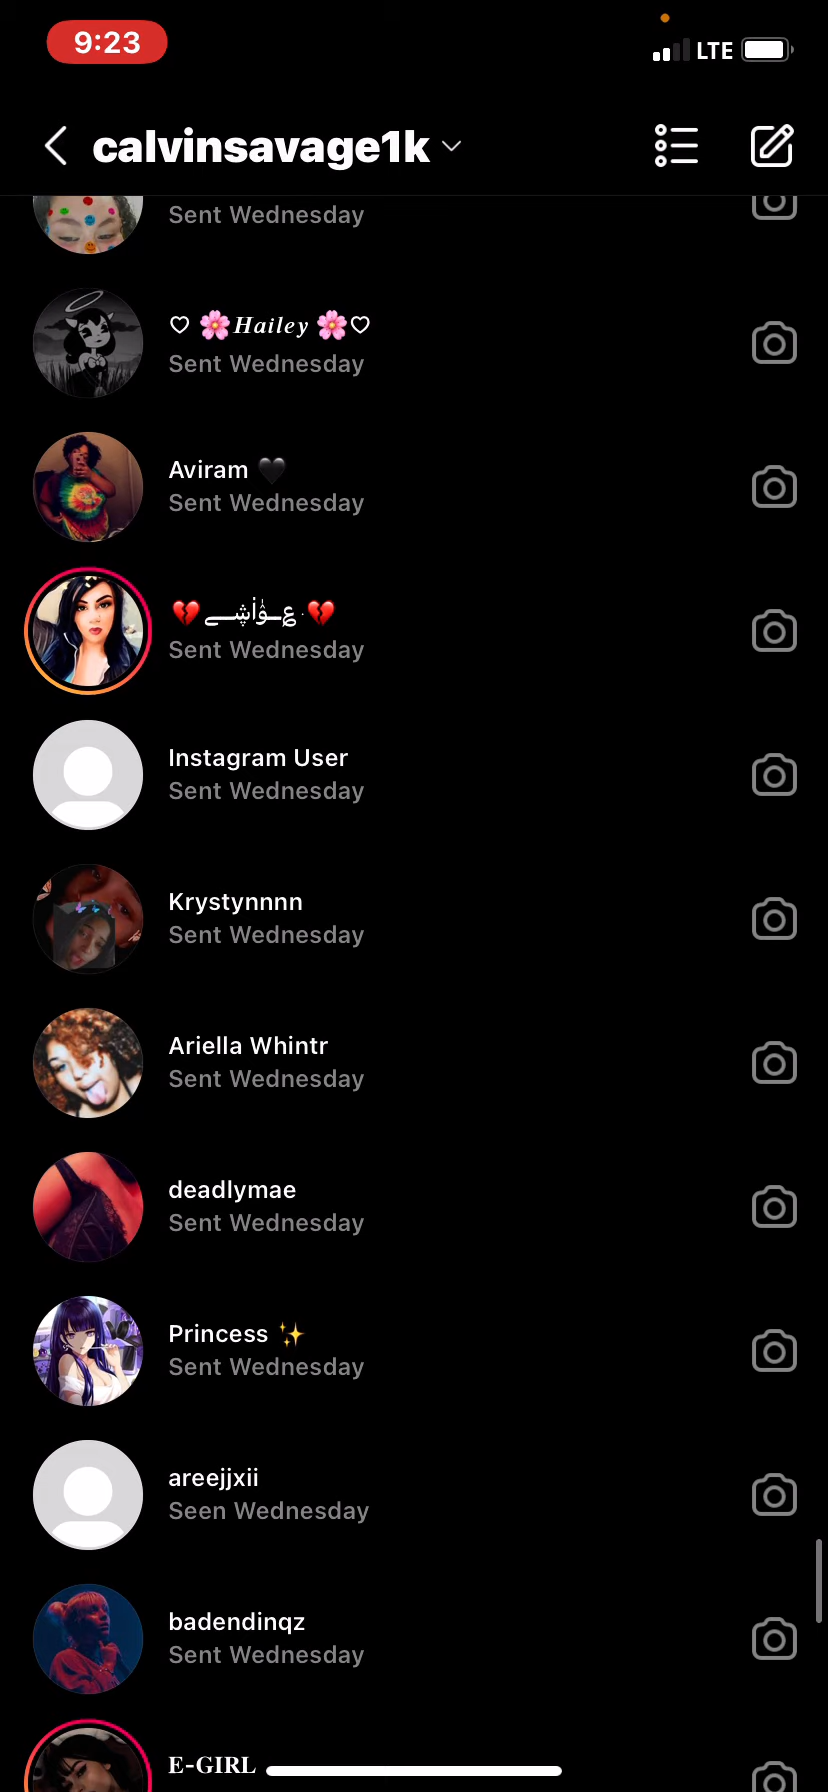 9:23
LTE
calvinsavage1k
Sent Wednesday
♡ 🌸Hailey 🌸♡
Sent Wednesday
Aviram 🖤
Sent Wednesday
Sent Wednesday
Instagram User
Sent Wednesday
Krystynnnn
Sent Wednesday
Ariella Whintr
Sent Wednesday
deadlymae
Sent Wednesday
Princess ✨
Sent Wednesday
areejjxii
Seen Wednesday
badendinqz
Sent Wednesday
E-GIRL